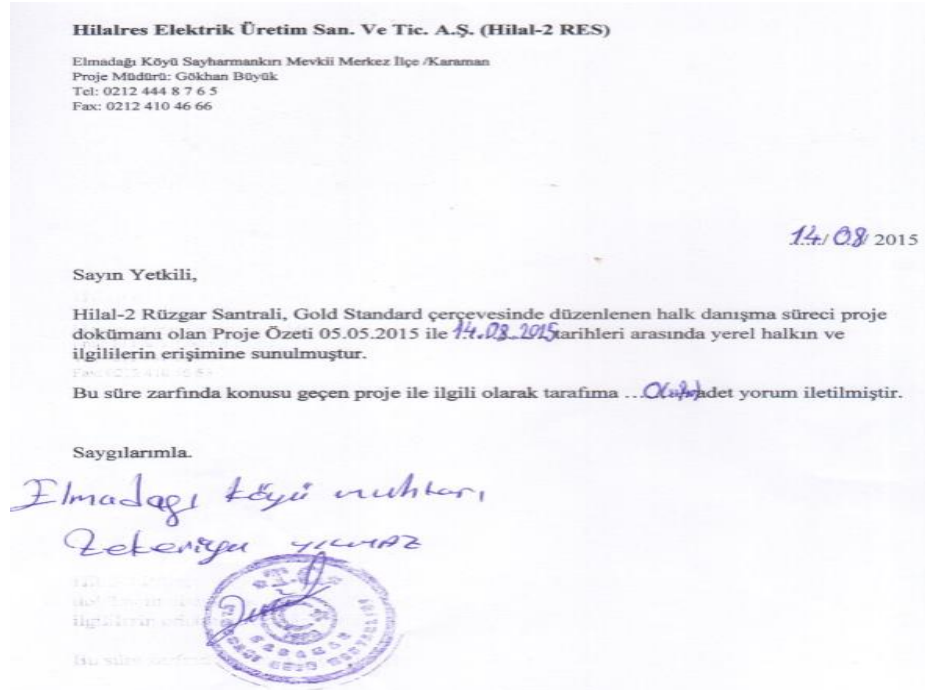 Hilalres Elektrik Üretim San. Ve Tic. A.Ş. (Hilal-2 RES)
Elmadağı Köyü Sayharmankırı Mevkii Merkez İlçe /Karaman
Proje Müdürü: Gökhan Büyük
Tel: 0212 444 8 7 6 5
Fax: 0212 410 46 66
14/08/ 2015
Sayın Yetkili,
Hilal-2 Rüzgar Santrali, Gold Standard çerçevesinde düzenlenen halk danışma süreci proje
dokümanı olan Proje Özeti 05.05.2015 ile 14.08.2015 tarihleri arasında yerel halkın ve
ilgililerin erişimine sunulmuştur.
Bu süre zarfında konusu geçen proje ile ilgili olarak tarafıma … adet yorum iletilmiştir.
Saygılarımla.
Elmadagı köyü muhtarı
Zekeriya YILMAZ
T.C.